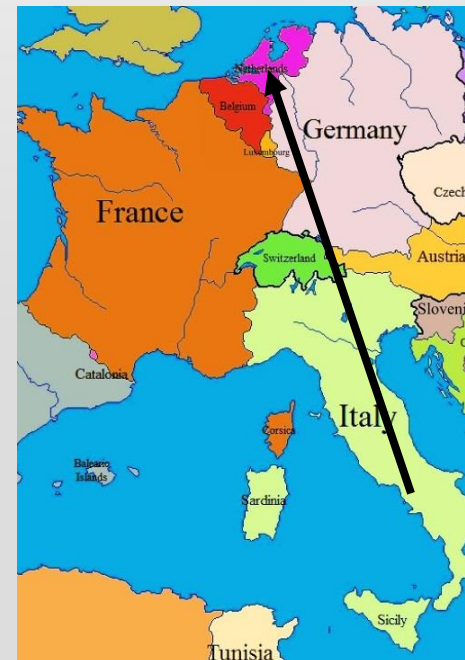 Netherlands
Belgium
Germany
Luxembourg
Czech
France
Switzerland
Austria
Sloveni
Catalonia
Corsica
Italy
Balearic
Islands
Sardinia
Sicily
Tunisia